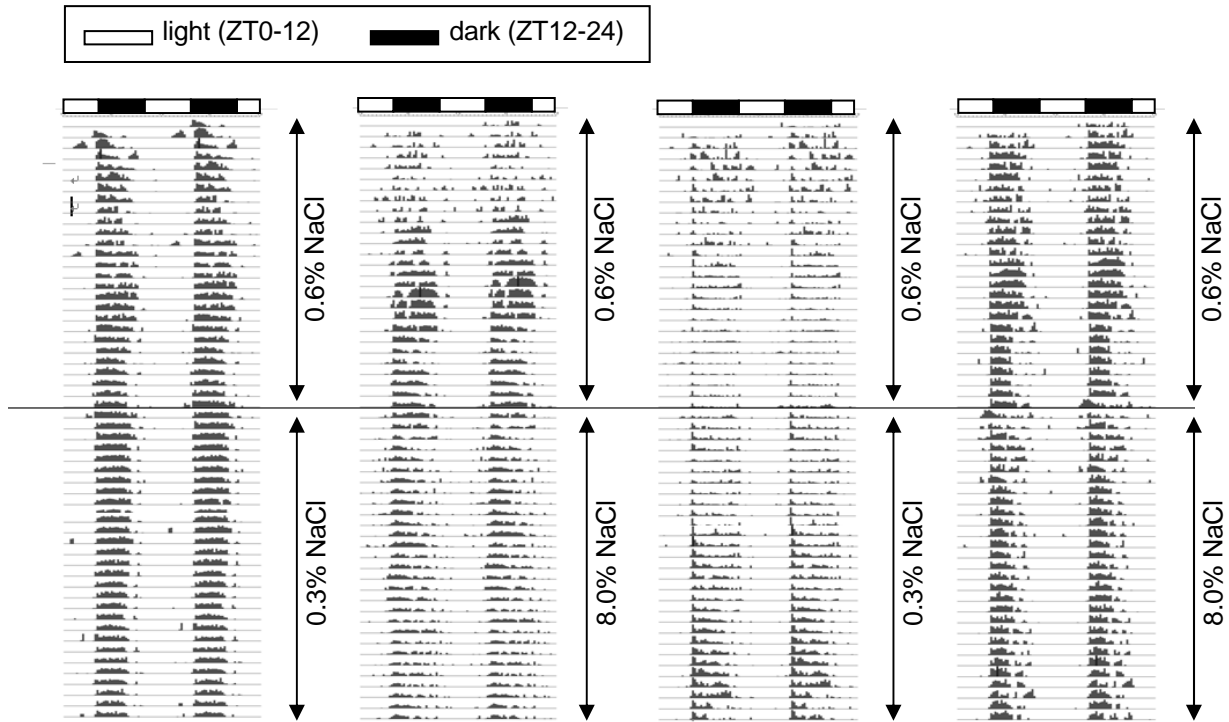 light (ZT0-12) dark (ZT12-24)
0.6% NaCl 0.6% NaCl 0.6% NaCl 0.6% NaCl
0.3% NaCl 8.0% NaCl 0.3% NaCl 8.0% NaCl